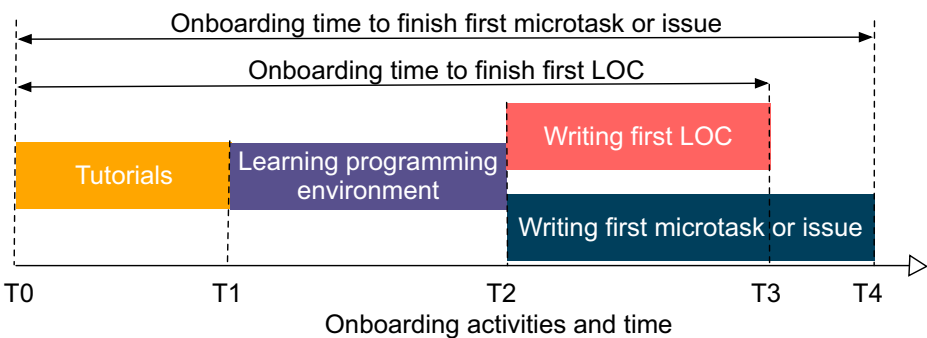 Onboarding time to finish first microtask or issue
Onboarding time to finish first LOC
Writing first LOC
Tutorials
Learning programming
environment
Writing first microtask or issue
T0
T1
T2
T3
T4
Onboarding activities and time